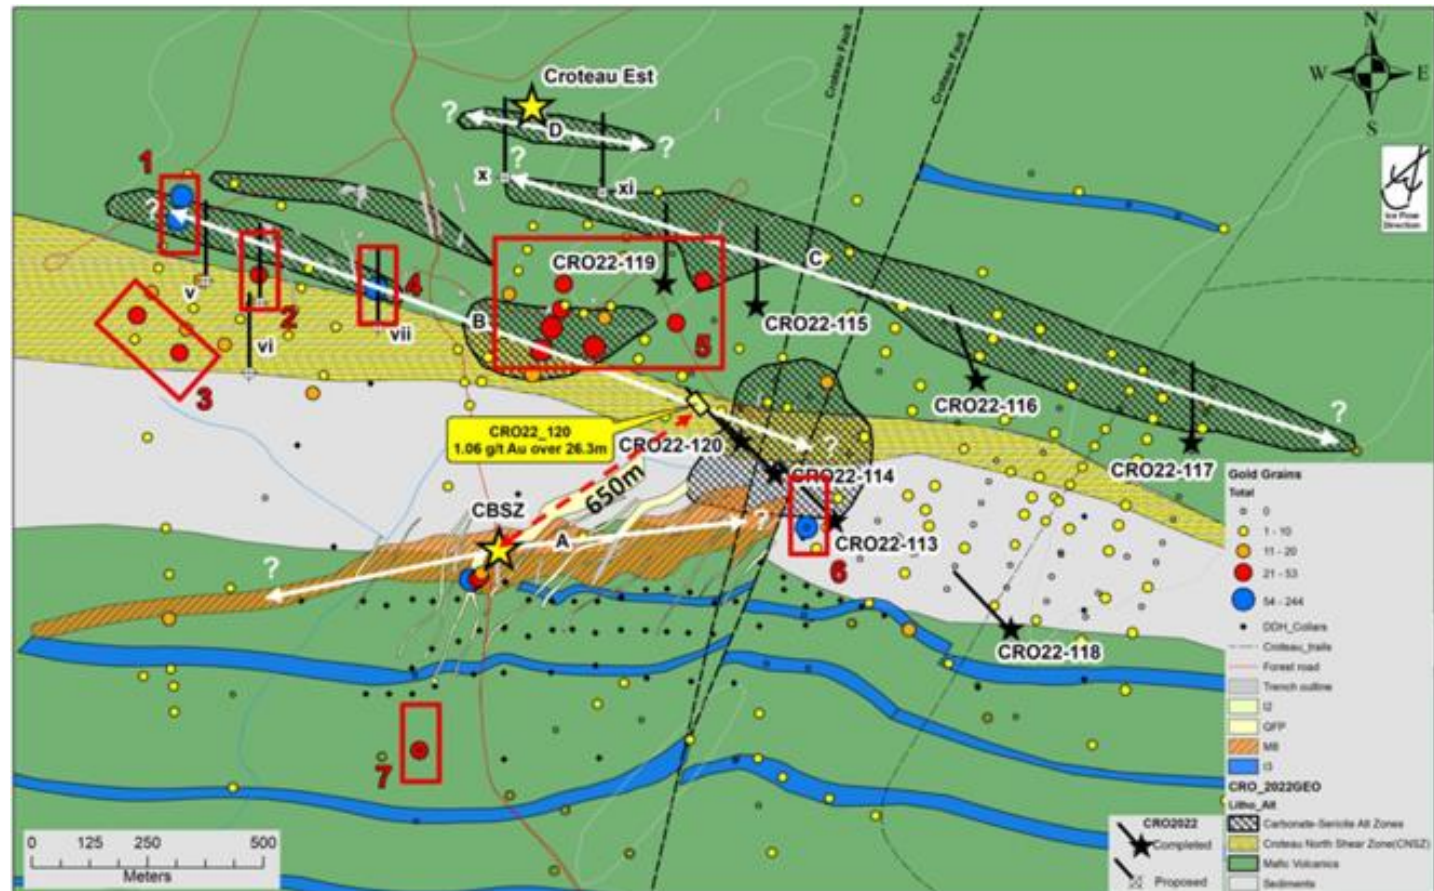 N
W
E
S
Croteau Fault
Croteau Fault
Croteau Est
?
D
?
?
x
xi
1
?
C
CRO22-119
Ice Flow
Direction
v
2
4
vii
B
5
CRO22-115
vi
3
CRO22-116
?
CRO22_120
1.06 g/t Au over 26.3m
CRO22-120
?
CRO22-117
CRO22-114
650m
CBSZ
A
?
CRO22-113
6
?
CRO22-118
7
0 125 250 500
Meters
Gold Grains
Total
0
1 - 10
11 - 20
21 - 53
54 - 244
DDH_Collars
Croteau_trails
Forest road
Trench outline
I2
QFP
M8
I3
CRO_2022GEO
Litho_Alt
Carbonate-Sericite Alt Zones
Croteau North Shear Zone(CNSZ)
Mafic Volcanics
Sediments
CRO2022
Completed
Proposed